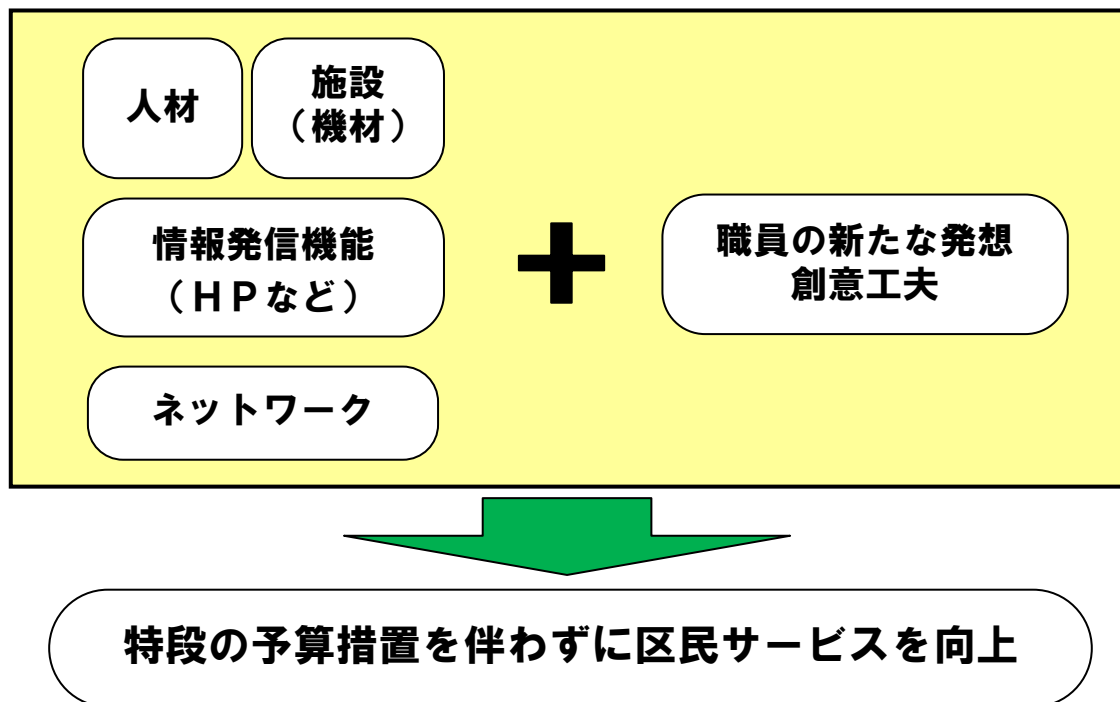 人材
施設
（機材）
情報発信機能
（ＨＰなど）
ネットワーク
＋
職員の新たな発想
創意工夫
特段の予算措置を伴わずに区民サービスを向上